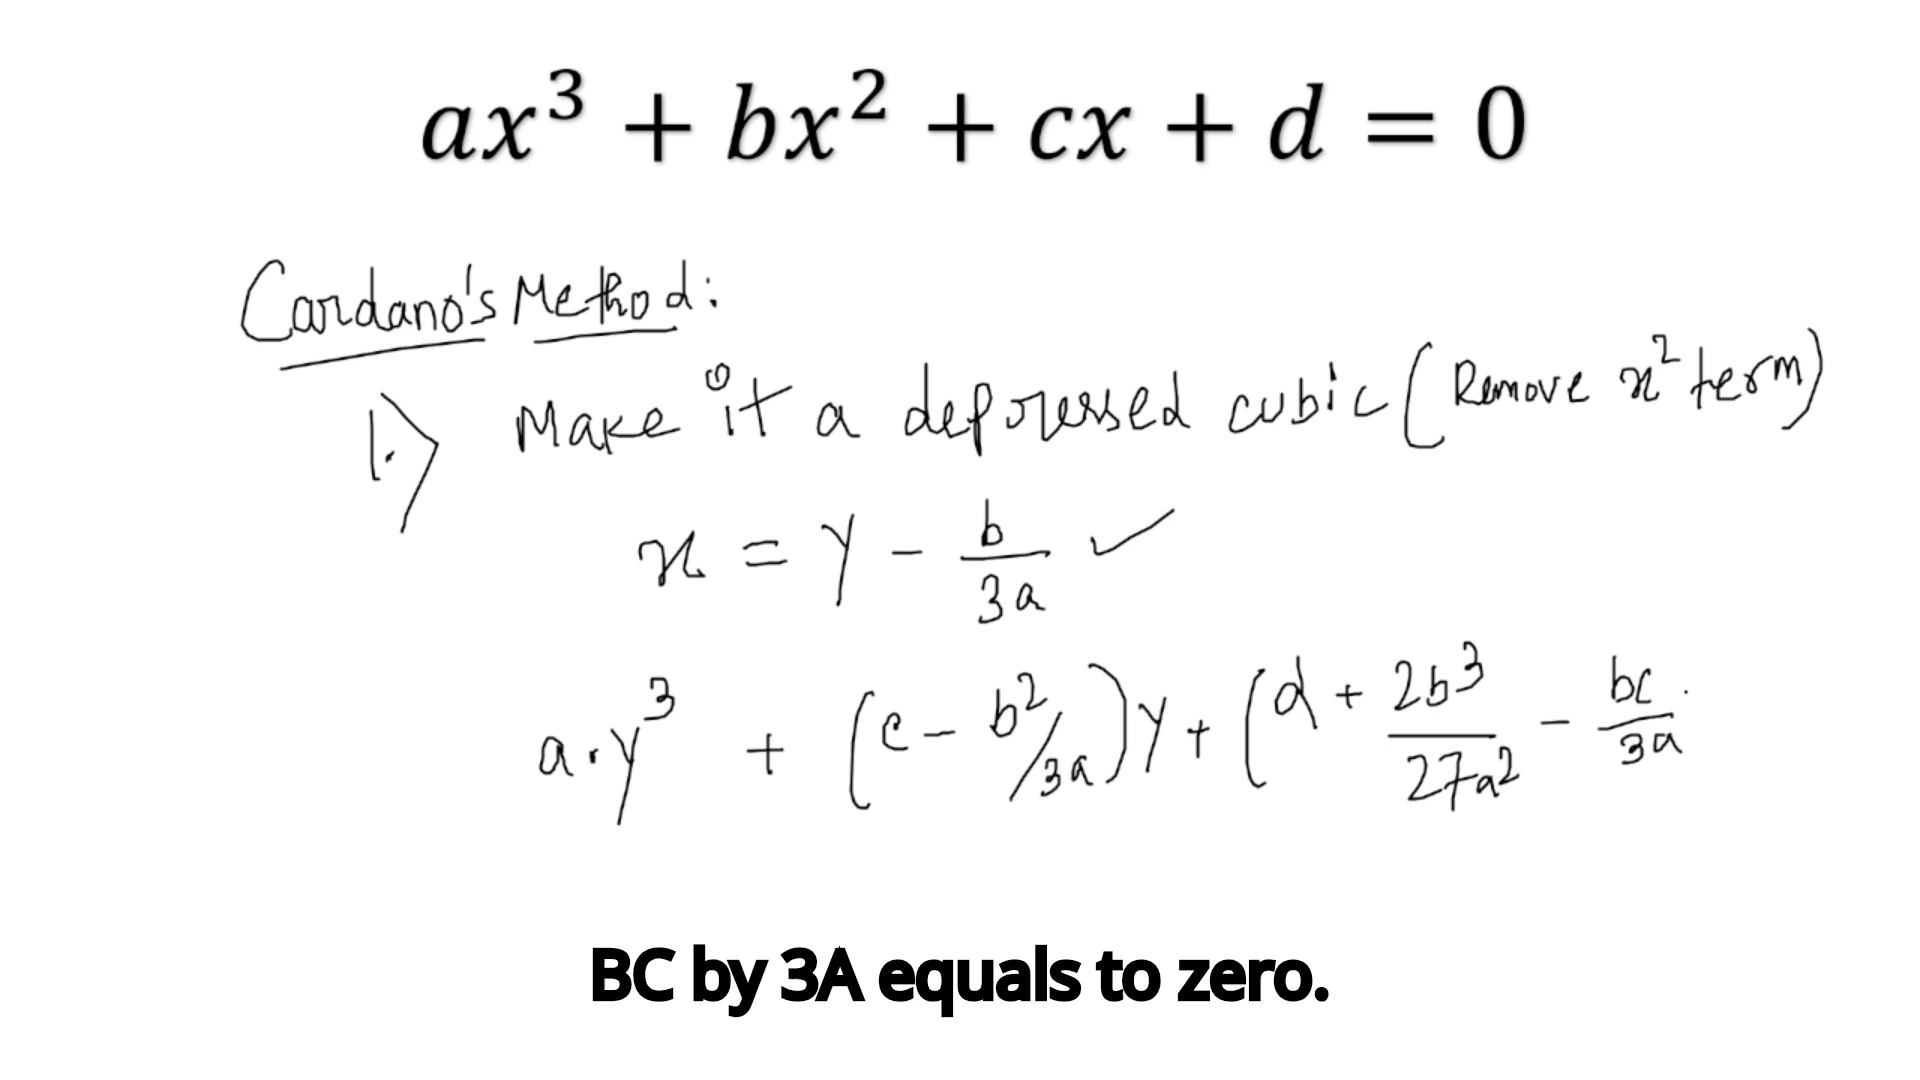 ax³ + bx² + cx + d = 0
Cardano's Method:
1.) Make it a depressed cubic (Remove x² term)
x = y - b/3a ✓
a.y³ + (c - b²/3a)y + (d + 2b³/27a² - bc/3a
BC by 3A equals to zero.